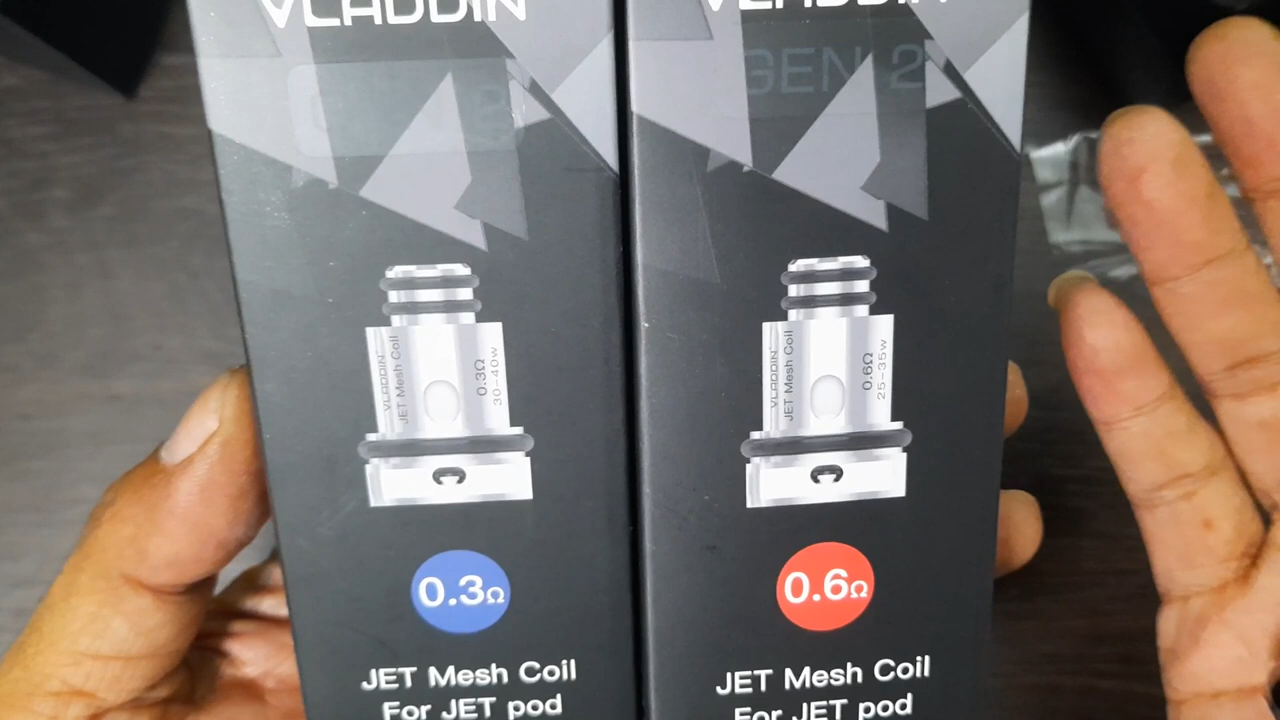 VLADDIN
VLADDIN
JET Mesh Coil
0.3Ω
30-40W
0.3Ω
JET Mesh Coil
For JET pod
VLADDIN
GEN 2
VLADDIN
JET Mesh Coil
0.6Ω
25-35W
0.6Ω
JET Mesh Coil
For JET pod